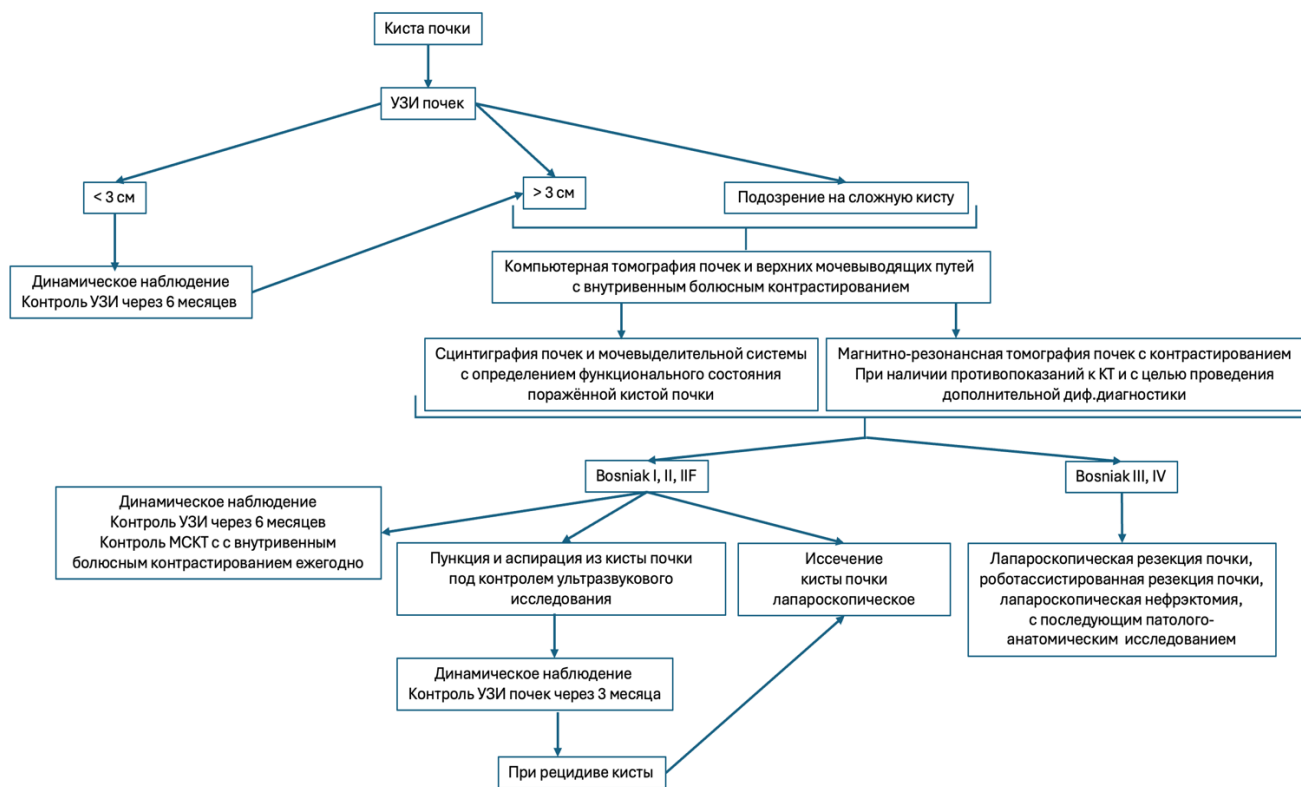 Киста почки
УЗИ почек
< 3 см
> 3 см
Подозрение на сложную кисту
Динамическое наблюдение
Контроль УЗИ через 6 месяцев
Компьютерная томография почек и верхних мочевыводящих путей
с внутривенным болюсным контрастированием
Сцинтиграфия почек и мочевыделительной системы
с определением функционального состояния
поражённой кистой почки
Магнитно-резонансная томография почек с контрастированием
При наличии противопоказаний к КТ и с целью проведения
дополнительной диф.диагностики
Bosniak I, II, IIF
Bosniak III, IV
Динамическое наблюдение
Контроль УЗИ через 6 месяцев
Контроль МСКТ с с внутривенным
болюсным контрастированием ежегодно
Пункция и аспирация из кисты почки
под контролем ультразвукового
исследования
Иссечение
кисты почки
лапароскопическое
Лапароскопическая резекция почки,
роботассистированная резекция почки,
лапароскопическая нефрэктомия,
с последующим патолого-
анатомическим исследованием
Динамическое наблюдение
Контроль УЗИ почек через 3 месяца
При рецидиве кисты